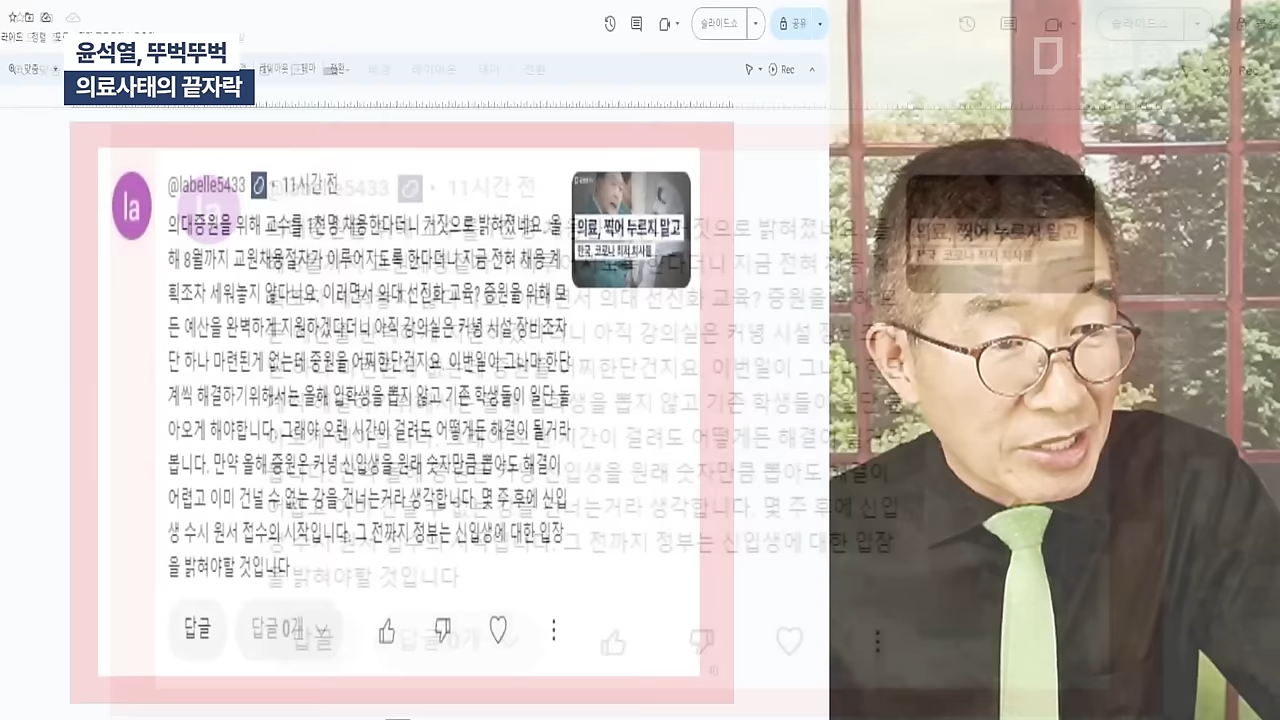 윤석열, 뚜벅뚜벅
의료사태의 끝자락
슬라이드쇼
공유
Rec
@labelle5433 · 11시간 전
의대증원을 위해 교수를 1천명 채용한다더니 거짓으로 밝혀졌네요. 올
해 8월까지 교원채용절차가 이루어지도록 한다더니 지금 전혀 채용계
획조차 세워놓지 않다니요. 이러면서 의대 선진화 교육? 증원을 위해 모
든 예산을 완벽하게 지원하겠다더니 아직 강의실은 커녕 시설 장비조차
단 하나 마련된게 없는데 증원을 어찌한단건지요. 이번일이 그나마 한단
계씩 해결하기위해서는 올해 입학생을 뽑지 않고 기존 학생들이 일단 돌
아오게 해야합니다. 그래야 오랜 시간이 걸려도 어떻게든 해결이 될거라
봅니다. 만약 올해 증원은 커녕 신입생을 원래 숫자만큼 뽑아도 해결이
어렵고 이미 건널 수 없는 강을 건너는거라 생각합니다. 몇 주 후에 신입
생 수시 원서 접수의 시작입니다. 그 전까지 정부는 신입생에 대한 입장
을 밝혀야할 것입니다
의료, 찍어 누르지 말고
답글
답글 0개